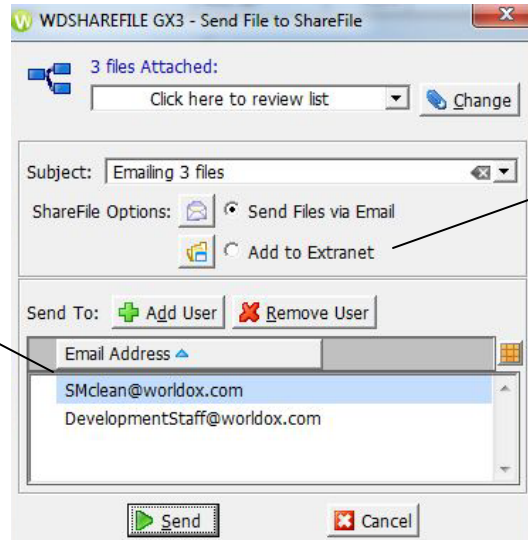 WDSHAREFILE GX3 - Send File to ShareFile
3 files Attached:
Click here to review list
Change
Subject: Emailing 3 files
ShareFile Options: Send Files via Email
Add to Extranet
Send To: Add User Remove User
Email Address
SMclean@worldox.com
DevelopmentStaff@worldox.com
Send Cancel